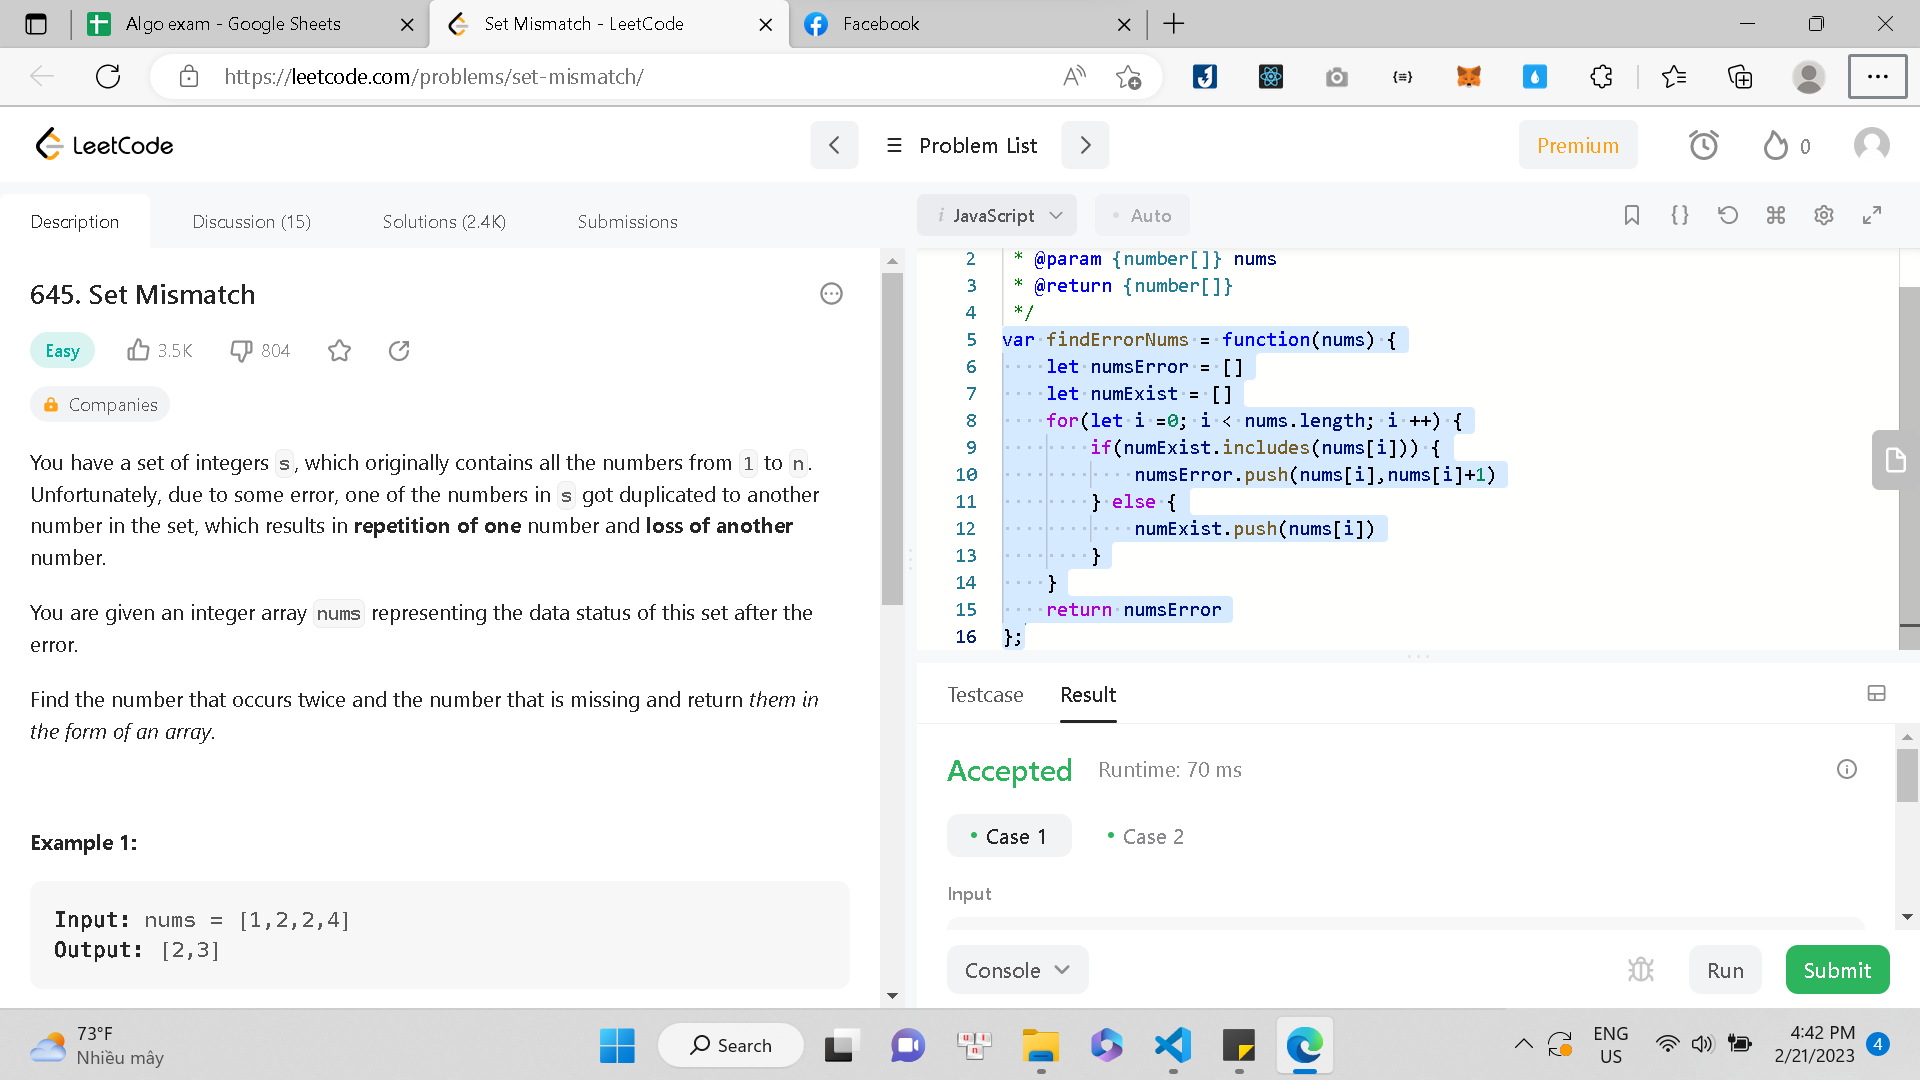 Algo exam - Google Sheets
Set Mismatch - LeetCode
Facebook
https://leetcode.com/problems/set-mismatch/
LeetCode
Problem List
Premium
0
Description
Discussion (15)
Solutions (2.4K)
Submissions
i JavaScript
Auto
645. Set Mismatch
Easy
3.5K
804
Companies
You have a set of integers s, which originally contains all the numbers from 1 to n.
Unfortunately, due to some error, one of the numbers in s got duplicated to another
number in the set, which results in repetition of one number and loss of another
number.
You are given an integer array nums representing the data status of this set after the
error.
Find the number that occurs twice and the number that is missing and return them in
the form of an array.
Example 1:
Input: nums = [1,2,2,4]
Output: [2,3]
2 * @param {number[]} nums
3 * @return {number[]}
4 */
5 var findErrorNums = function(nums) {
6 let numsError = []
7 let numExist = []
8 for(let i =0; i < nums.length; i ++) {
9 if(numExist.includes(nums[i])) {
10 numsError.push(nums[i],nums[i]+1)
11 } else {
12 numExist.push(nums[i])
13 }
14 }
15 return numsError
16 };
Testcase
Result
Accepted
Runtime: 70 ms
Case 1
Case 2
Input
Console
Run
Submit
73°F
Nhiều mây
Search
ENG
US
4:42 PM
2/21/2023
4